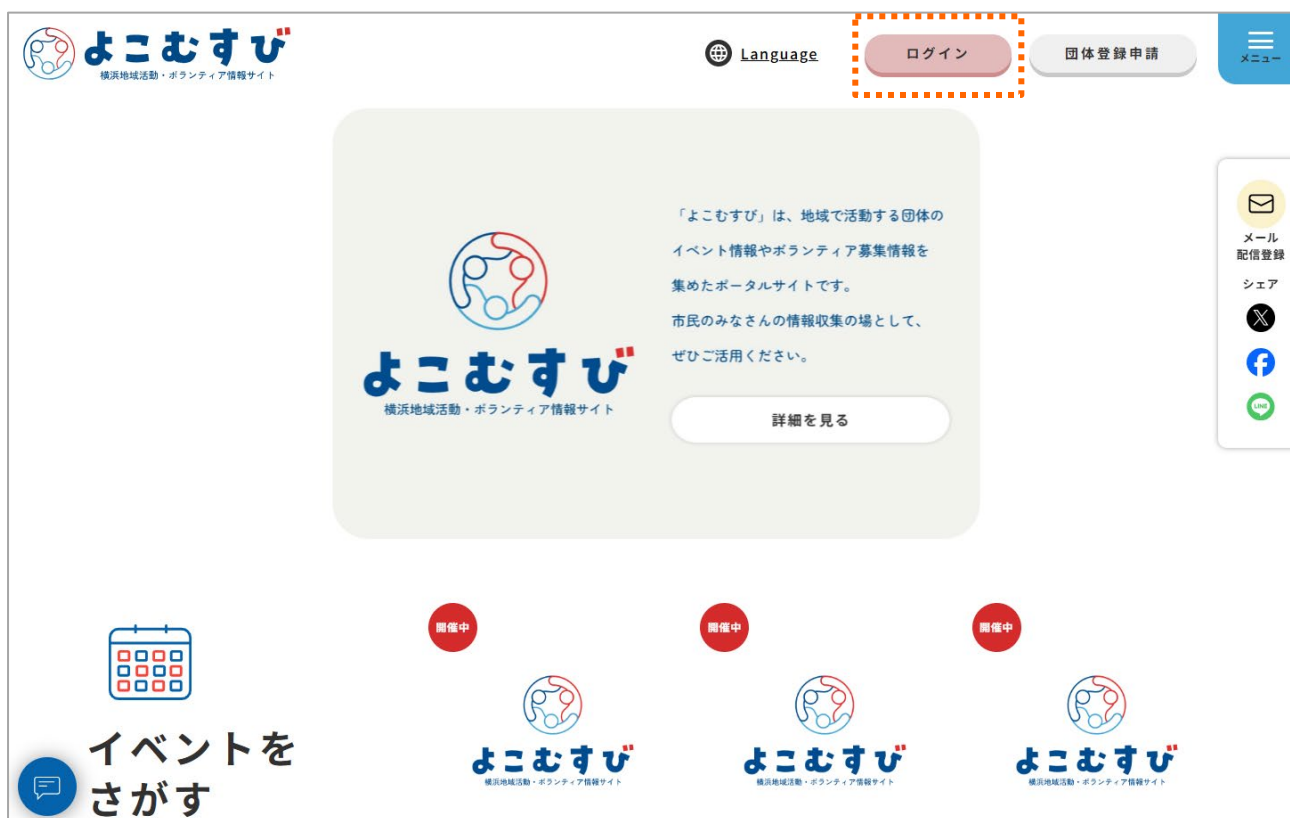 よこむすび
横浜地域活動・ボランティア情報サイト
Language
ログイン
団体登録申請
メニュー
「よこむすび」は、地域で活動する団体の
イベント情報やボランティア募集情報を
集めたポータルサイトです。
市民のみなさんの情報収集の場として、
ぜひご活用ください。
よこむすび
横浜地域活動・ボランティア情報サイト
詳細を見る
メール
配信登録
シェア
LINE
イベントを
さがす
開催中
よこむすび
横浜地域活動・ボランティア情報サイト
開催中
よこむすび
横浜地域活動・ボランティア情報サイト
開催中
よこむすび
横浜地域活動・ボランティア情報サイト